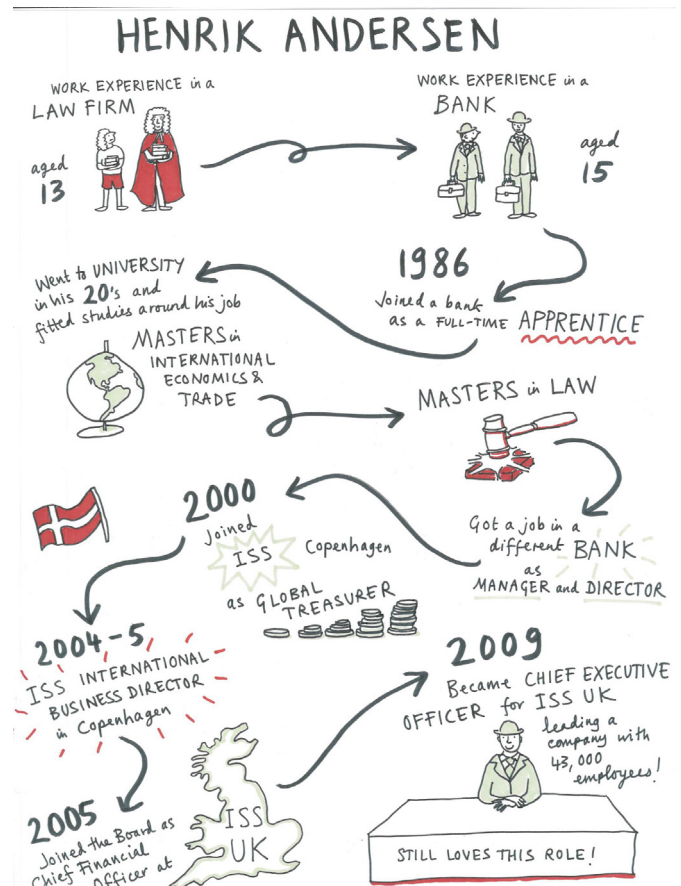 HENRIK ANDERSEN
WORK EXPERIENCE in a
LAW FIRM
aged
13
WORK EXPERIENCE in a
BANK
aged
15
1986
Joined a bank
as a FULL-TIME APPRENTICE
Went to UNIVERSITY
in his 20's and
fitted studies around his job
MASTERS in
INTERNATIONAL
ECONOMICS &
TRADE
MASTERS in LAW
Got a job in a
different BANK
as
MANAGER and DIRECTOR
2000
Joined
ISS Copenhagen
as GLOBAL
TREASURER
2004-5
ISS INTERNATIONAL
BUSINESS DIRECTOR
in Copenhagen
2005
Joined the Board as
Chief Financial
Officer at
ISS
UK
2009
Became CHIEF EXECUTIVE
OFFICER for ISS UK
leading a
company with
43,000
employees!
STILL LOVES THIS ROLE!